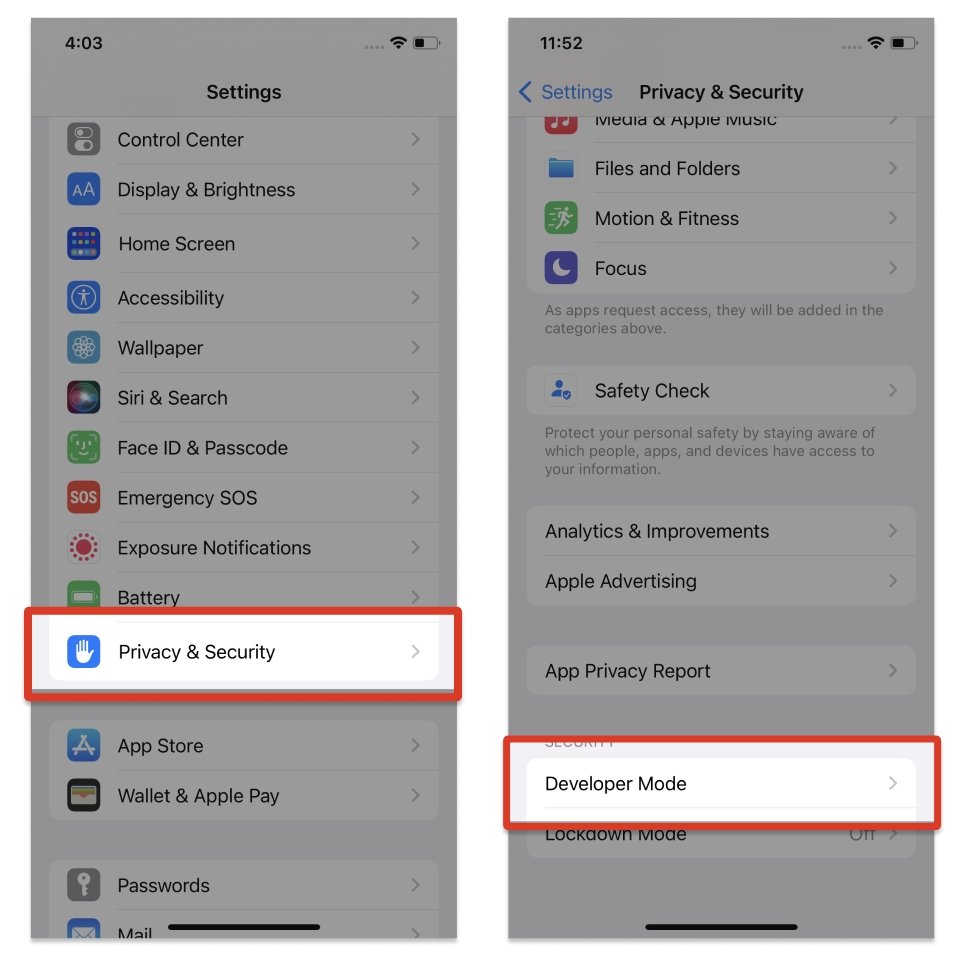 4:03
Settings
Control Center
AA Display & Brightness
Home Screen
Accessibility
Wallpaper
Siri & Search
Face ID & Passcode
SOS Emergency SOS
Exposure Notifications
Battery
Privacy & Security
App Store
Wallet & Apple Pay
Passwords
Mail
11:52
Settings Privacy & Security
Media & Apple Music
Files and Folders
Motion & Fitness
Focus
As apps request access, they will be added in the
categories above.
Safety Check
Protect your personal safety by staying aware of
which people, apps, and devices have access to
your information.
Analytics & Improvements
Apple Advertising
App Privacy Report
SECURITY
Developer Mode
Lockdown Mode Off